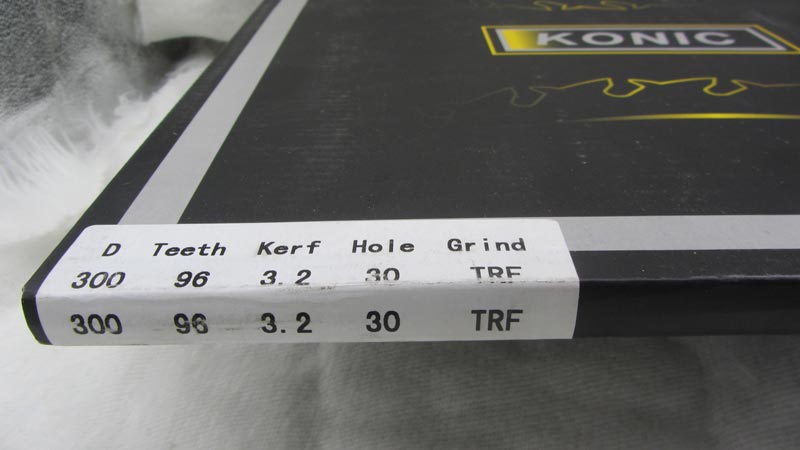 KONIC
D Teeth Kerf Hole Grind
300 96 3.2 30 TRF
300 96 3.2 30 TRF